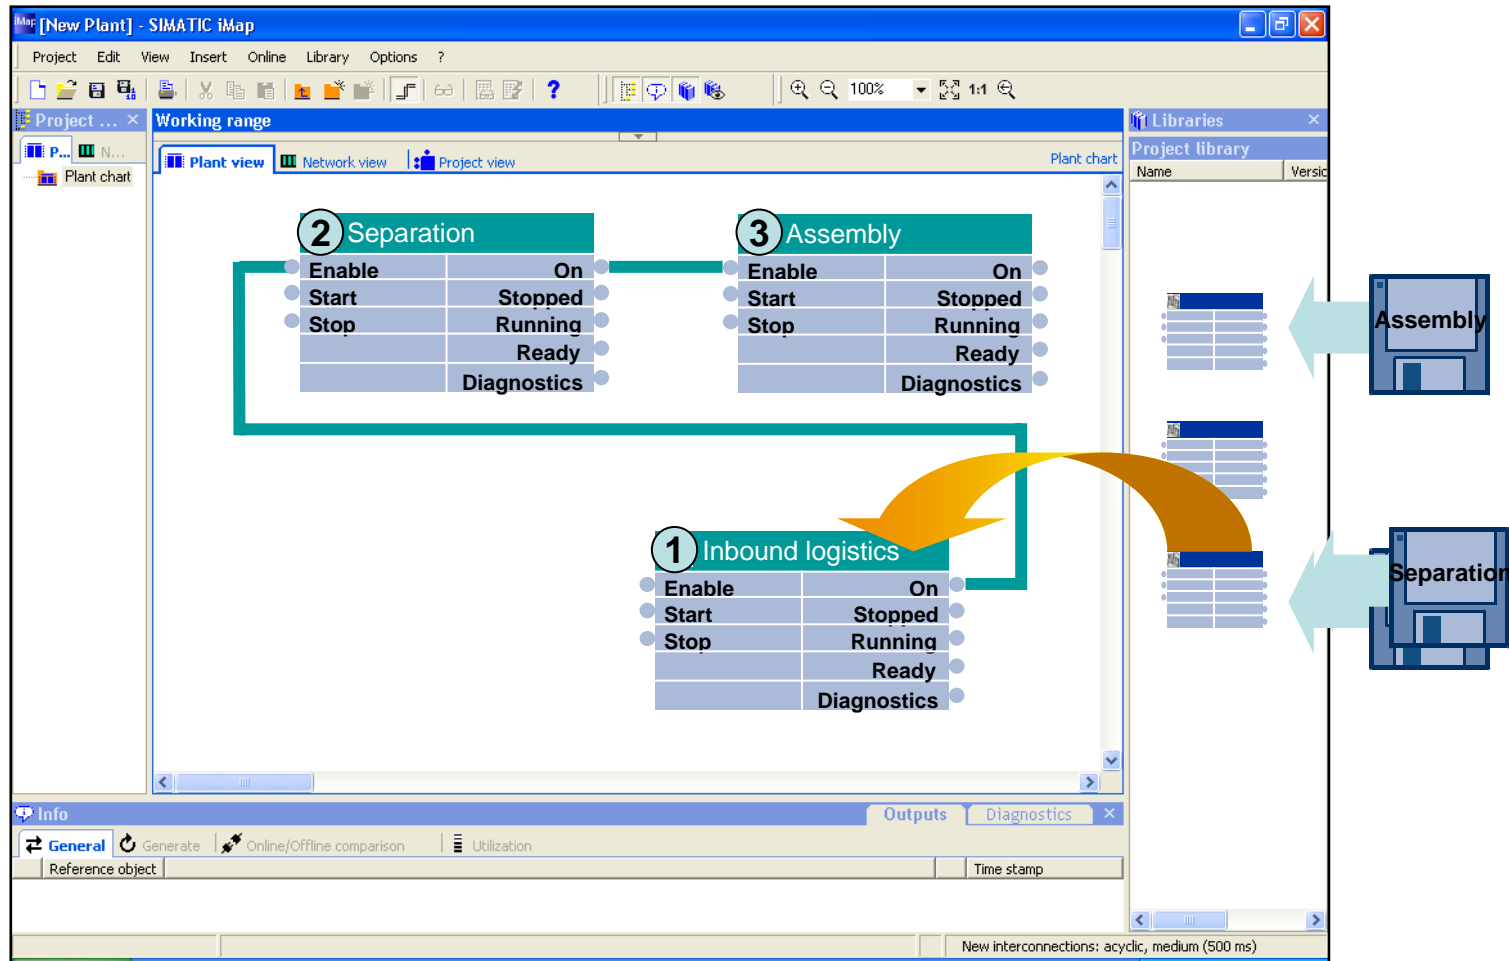 iMap [New Plant] - SIMATIC iMap
Project Edit View Insert Online Library Options ?
100% 1:1
Project ... Working range Libraries
P... N... Plant view Network view Project view Plant chart Project library
Plant chart Name Versio
2 Separation
Enable On
Start Stopped
Stop Running
Ready
Diagnostics
3 Assembly
Enable On
Start Stopped
Stop Running
Ready
Diagnostics
Assembly
1 Inbound logistics
Enable On
Start Stopped
Stop Running
Ready
Diagnostics
Separation
Info Outputs Diagnostics
General Generate Online/Offline comparison Utilization
Reference object Time stamp
New interconnections: acyclic, medium (500 ms)